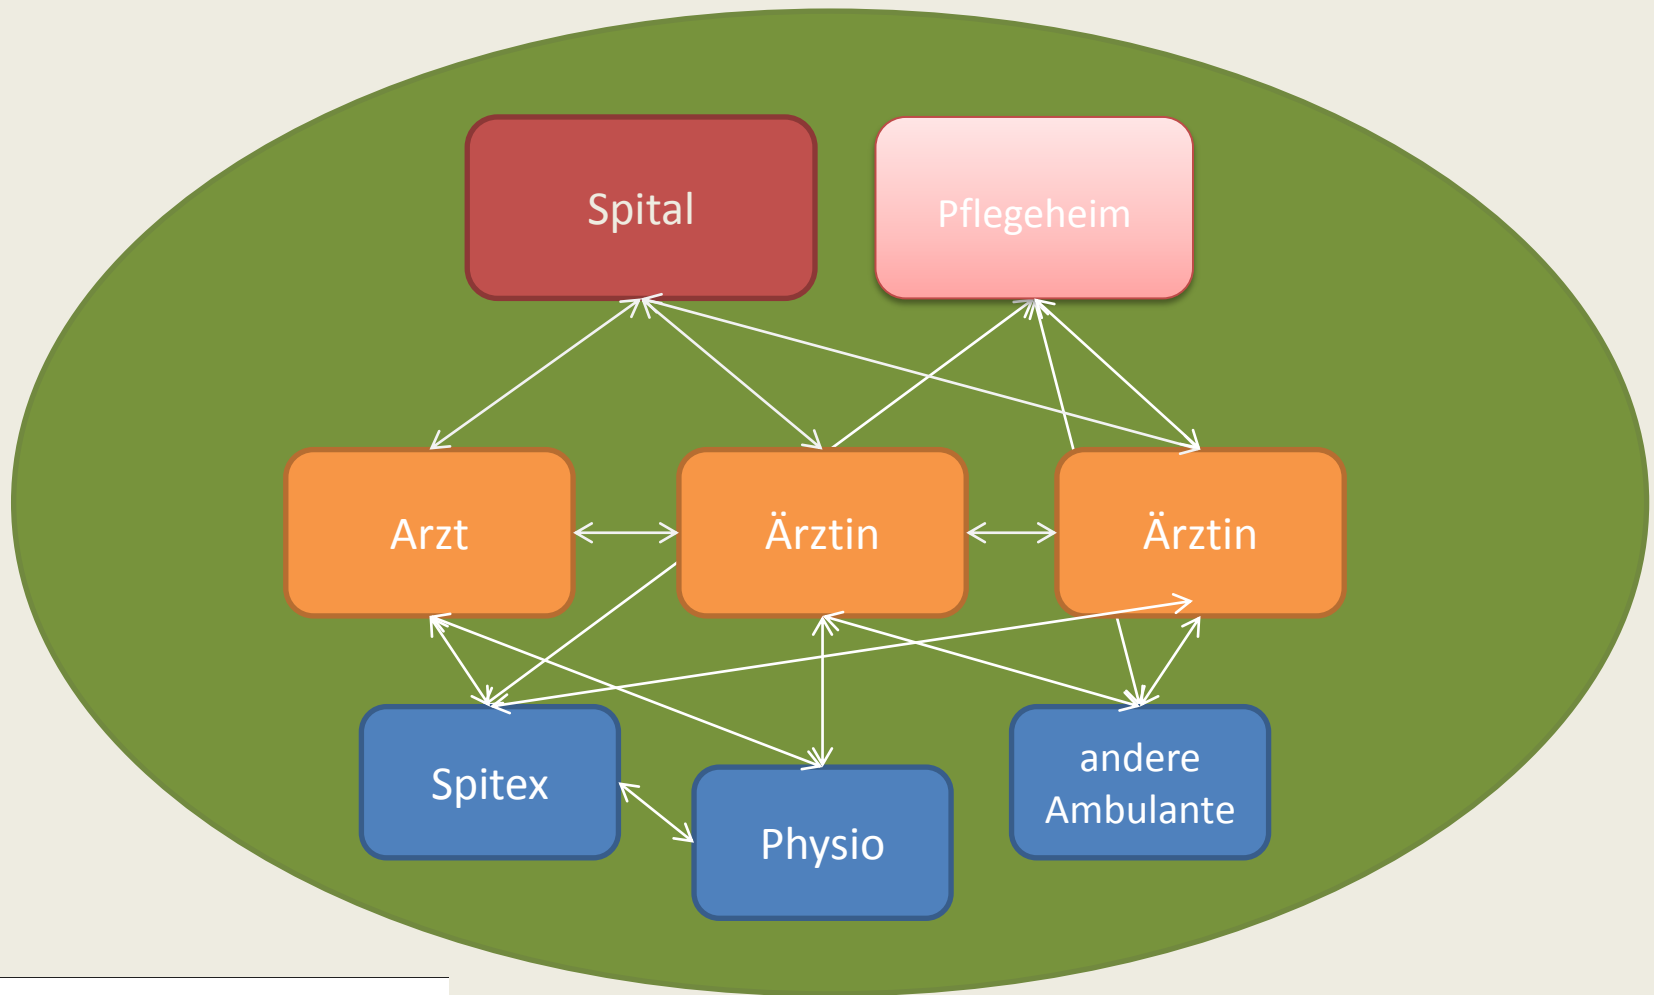 Spital
Pflegeheim
Arzt
Ärztin
Ärztin
Spitex
Physio
andere
Ambulante